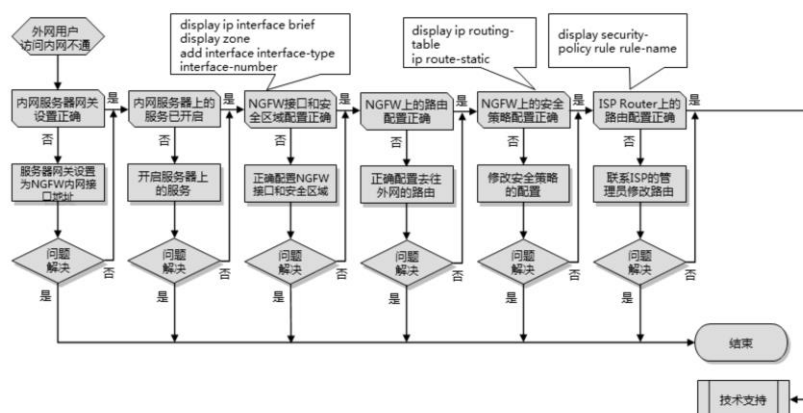 外网用户
访问内网不通
display ip interface brief
display zone
add interface interface-type
interface-number
display ip routing-
table
ip route-static
display security-
policy rule rule-name
内网服务器网关
设置正确
是
内网服务器上的
服务已开启
是
NGFW接口和安
全区域配置正确
是
NGFW上的路由
配置正确
是
NGFW上的安全
策略配置正确
是
ISP Router上的
路由配置正确
是
否
否
否
否
否
否
服务器网关设置
为NGFW内网接
口地址
开启服务器上
的服务
正确配置NGFW
接口和安全区域
正确配置去往
外网的路由
修改安全策略
的配置
联系ISP的管
理员修改路由
问题
解决
否
问题
解决
否
问题
解决
否
问题
解决
否
问题
解决
否
问题
解决
否
是
是
是
是
是
是
结束
技术支持